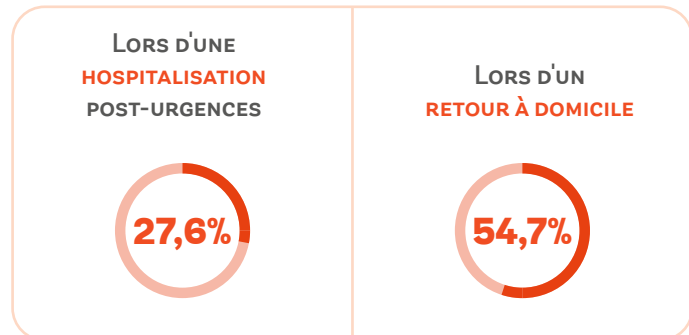 Lors d'une
hospitalisation
post-urgences
27,6%
Lors d'un
retour à domicile
54,7%